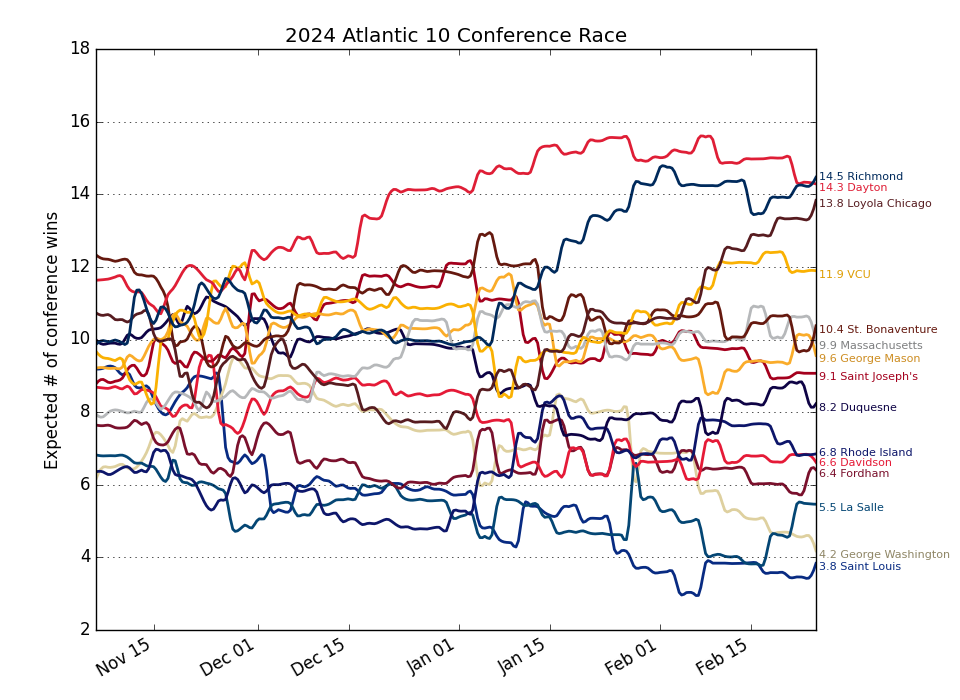 2024 Atlantic 10 Conference Race
Expected # of conference wins
18
16
14
12
10
8
6
4
2
Nov 15
Dec 01
Dec 15
Jan 01
Jan 15
Feb 01
Feb 15
14.5 Richmond
14.3 Dayton
13.8 Loyola Chicago
11.9 VCU
10.4 St. Bonaventure
9.9 Massachusetts
9.6 George Mason
9.1 Saint Joseph's
8.2 Duquesne
6.8 Rhode Island
6.6 Davidson
6.4 Fordham
5.5 La Salle
4.2 George Washington
3.8 Saint Louis